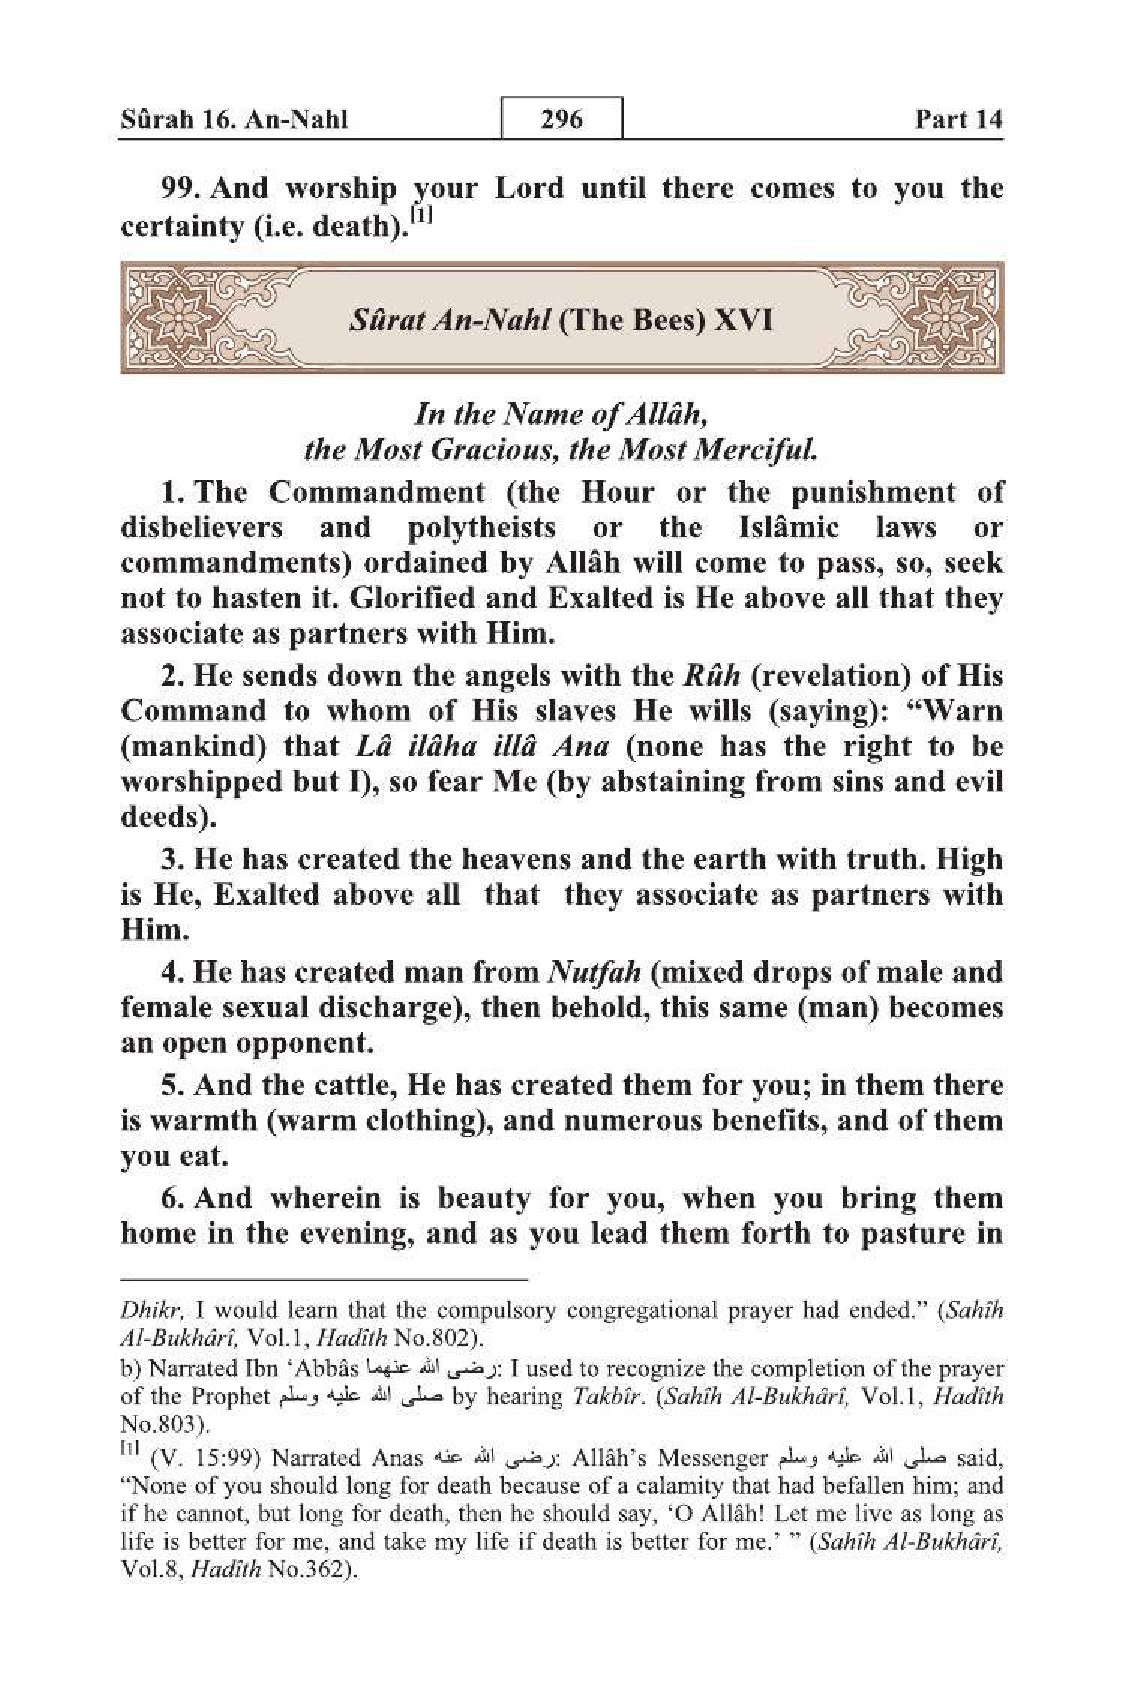 Sûrah 16. An-Nahl 296 Part 14
99. And worship your Lord until there comes to you the
certainty (i.e. death).[1]
Sûrat An-Nahl (The Bees) XVI
In the Name of Allâh,
the Most Gracious, the Most Merciful.
1. The Commandment (the Hour or the punishment of
disbelievers and polytheists or the Islâmic laws or
commandments) ordained by Allâh will come to pass, so, seek
not to hasten it. Glorified and Exalted is He above all that they
associate as partners with Him.
2. He sends down the angels with the Rûh (revelation) of His
Command to whom of His slaves He wills (saying): “Warn
(mankind) that Lâ ilâha illâ Ana (none has the right to be
worshipped but I), so fear Me (by abstaining from sins and evil
deeds).
3. He has created the heavens and the earth with truth. High
is He, Exalted above all that they associate as partners with
Him.
4. He has created man from Nutfah (mixed drops of male and
female sexual discharge), then behold, this same (man) becomes
an open opponent.
5. And the cattle, He has created them for you; in them there
is warmth (warm clothing), and numerous benefits, and of them
you eat.
6. And wherein is beauty for you, when you bring them
home in the evening, and as you lead them forth to pasture in
Dhikr, I would learn that the compulsory congregational prayer had ended.” (Sahîh
Al-Bukhârî, Vol.1, Hadîth No.802).
b) Narrated Ibn ‘Abbâs رضى الله عنهما: I used to recognize the completion of the prayer
of the Prophet صلى الله عليه وسلم by hearing Takbîr. (Sahîh Al-Bukhârî, Vol.1, Hadîth
No.803).
[1] (V. 15:99) Narrated Anas رضى الله عنه: Allâh’s Messenger صلى الله عليه وسلم said,
“None of you should long for death because of a calamity that had befallen him; and
if he cannot, but long for death, then he should say, ‘O Allâh! Let me live as long as
life is better for me, and take my life if death is better for me.’ ” (Sahîh Al-Bukhârî,
Vol.8, Hadîth No.362).